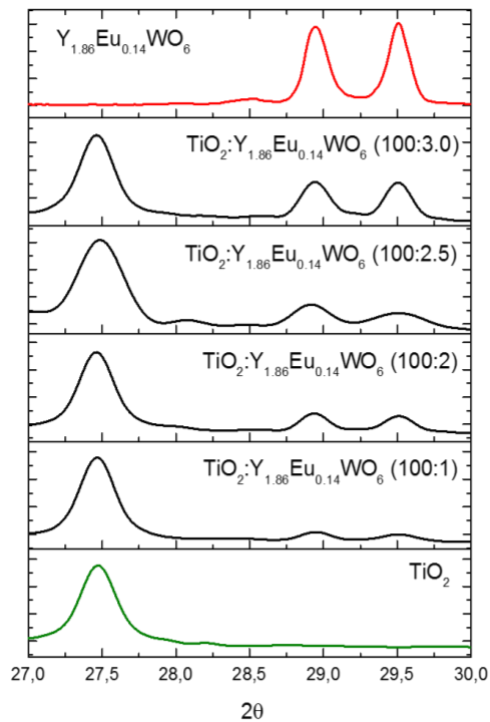 Y1.86Eu0.14WO6
TiO2:Y1.86Eu0.14WO6 (100:3.0)
TiO2:Y1.86Eu0.14WO6 (100:2.5)
TiO2:Y1.86Eu0.14WO6 (100:2)
TiO2:Y1.86Eu0.14WO6 (100:1)
TiO2
27,0 27,5 28,0 28,5 29,0 29,5 30,0
2θ